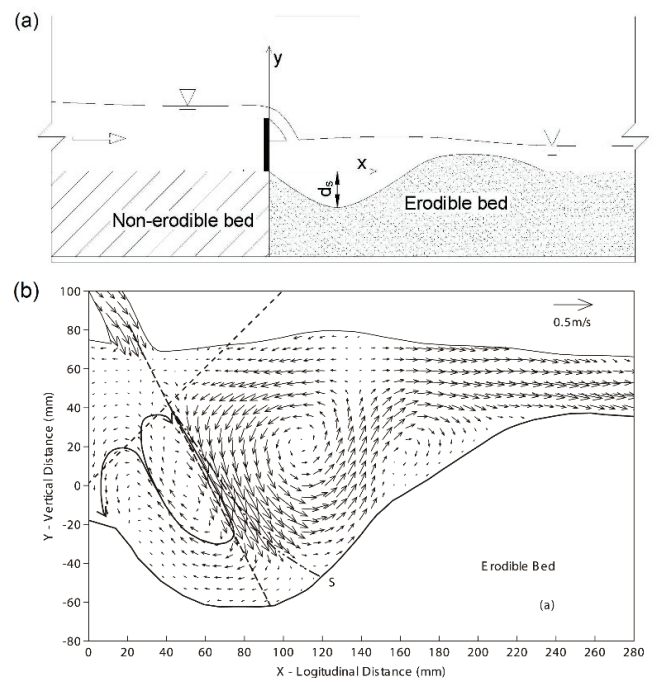 (a)
y
x
d_s
Non-erodible bed
Erodible bed
(b)
100
80
60
40
20
0
-20
-40
-60
-80
Y - Vertical Distance (mm)
0.5m/s
S
Erodible Bed
(a)
0 20 40 60 80 100 120 140 160 180 200 220 240 260 280
X - Logitudinal Distance (mm)